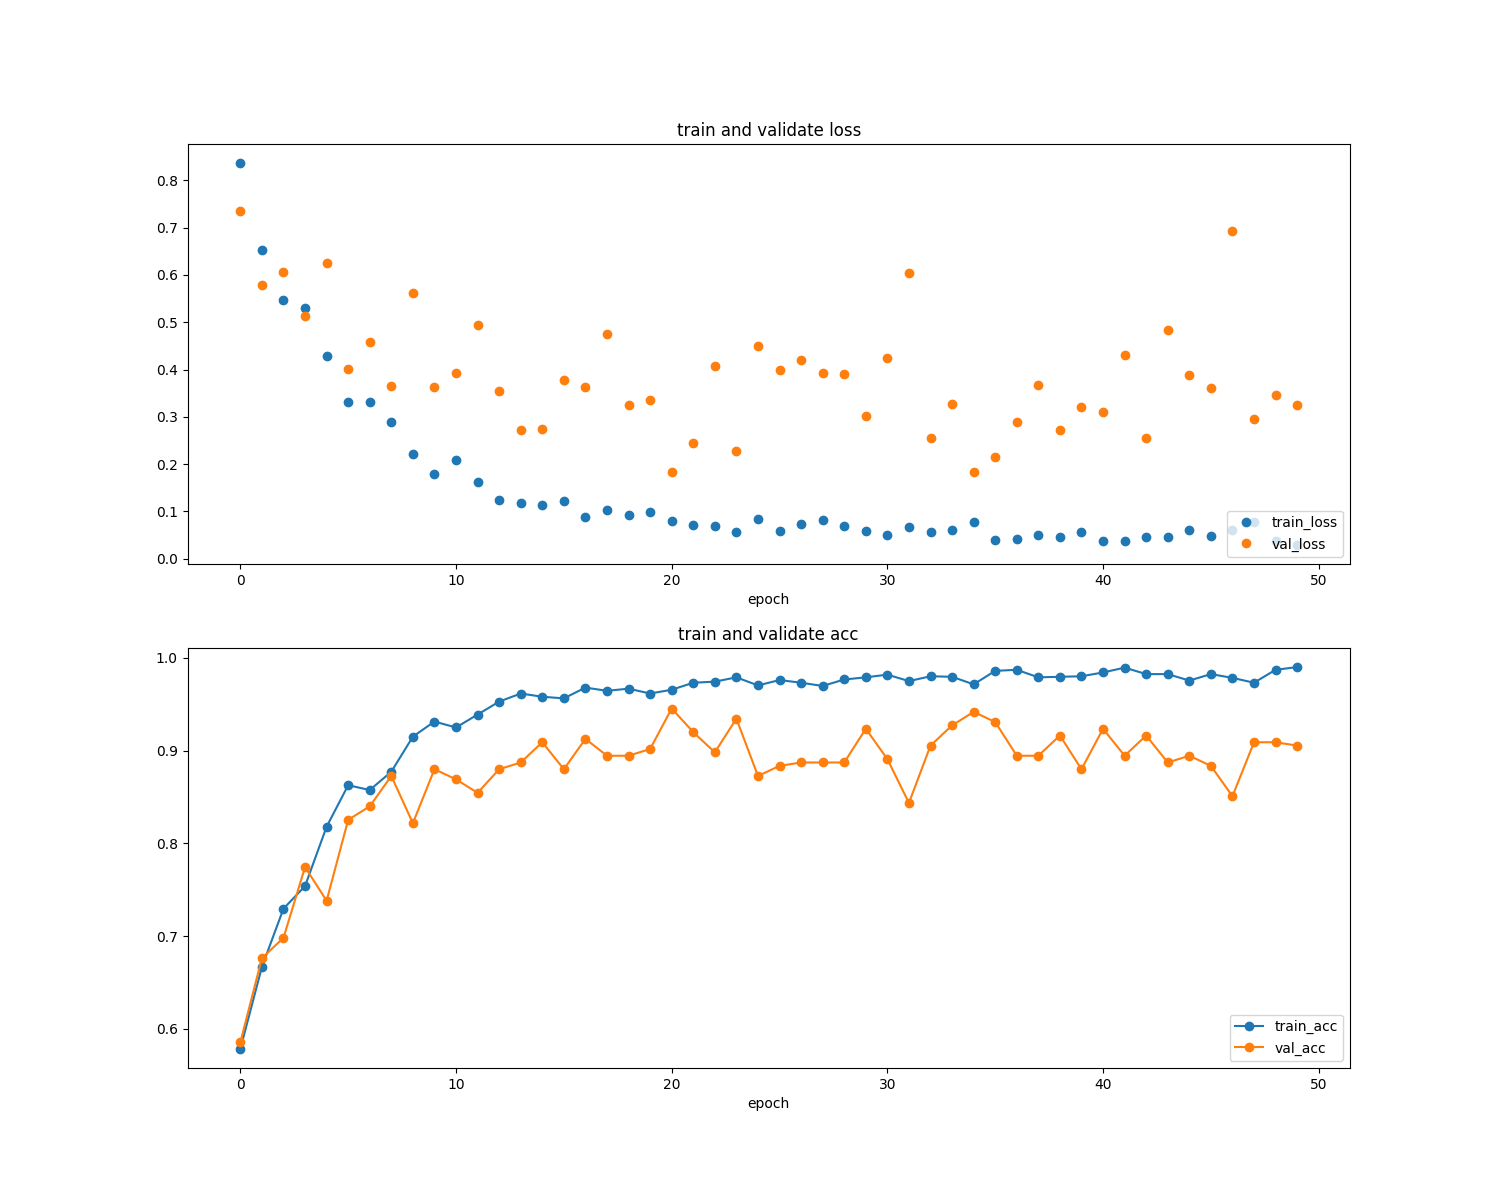 train and validate loss
0.8
0.7
0.6
0.5
0.4
0.3
0.2
0.1
0.0
train_loss
val_loss
0 10 20 30 40 50
epoch
train and validate acc
1.0
0.9
0.8
0.7
0.6
train_acc
val_acc
0 10 20 30 40 50
epoch